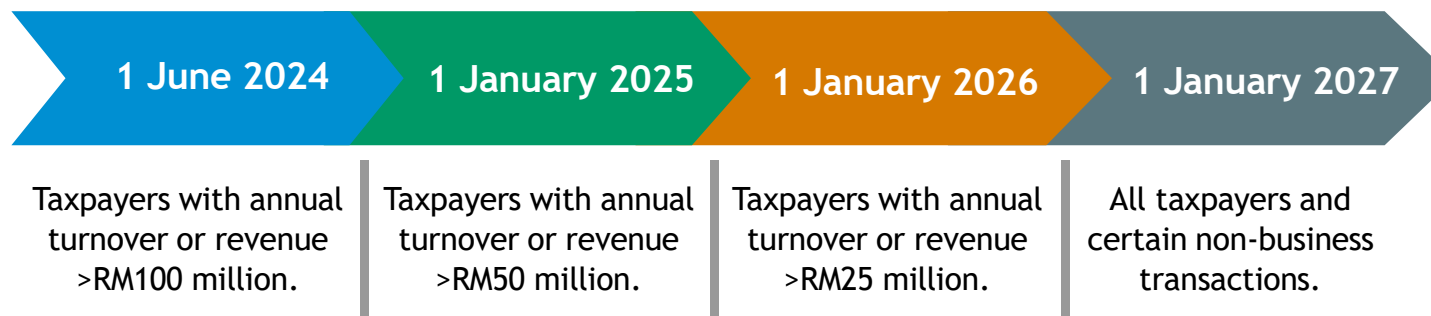 1 June 2024
1 January 2025
1 January 2026
1 January 2027
Taxpayers with annual
turnover or revenue
>RM100 million.
Taxpayers with annual
turnover or revenue
>RM50 million.
Taxpayers with annual
turnover or revenue
>RM25 million.
All taxpayers and
certain non-business
transactions.